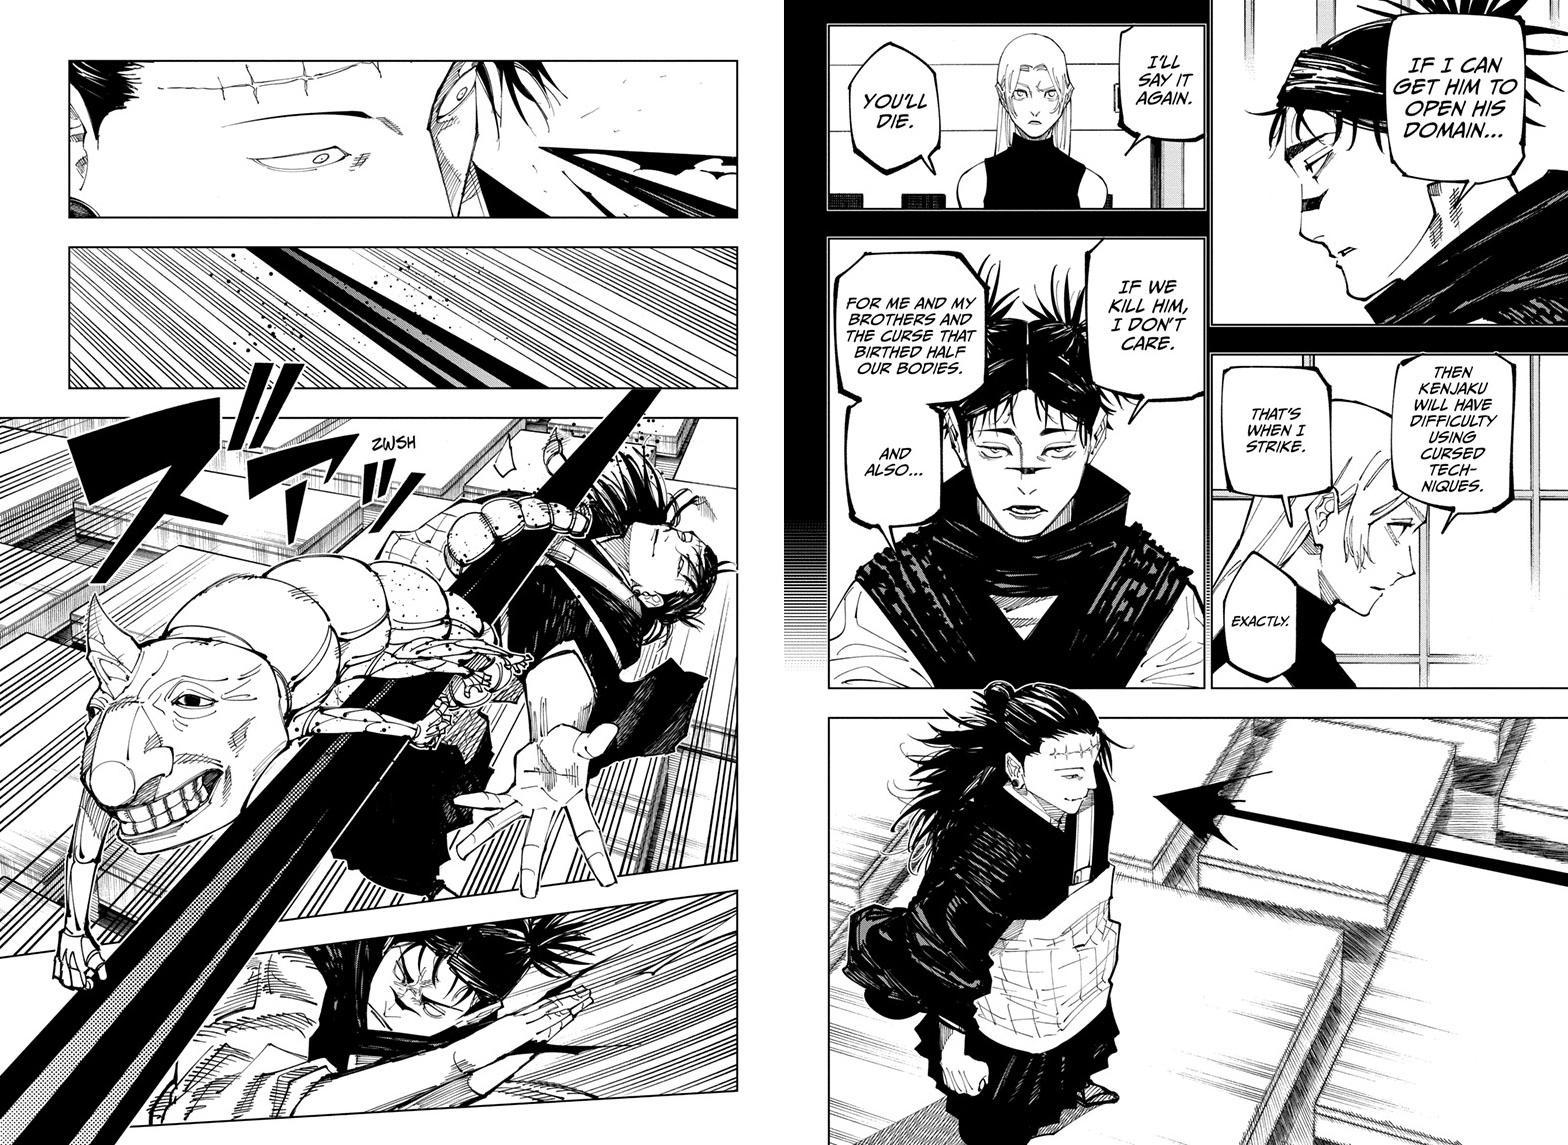 IF I CAN
GET HIM TO
OPEN HIS
DOMAIN...
I'LL
SAY IT
AGAIN.
YOU'LL
DIE.
THEN
KENJAKU
WILL HAVE
DIFFICULTY
USING
CURSED
TECH-
NIQUES.
THAT'S
WHEN I
STRIKE.
EXACTLY.
IF WE
KILL HIM,
I DON'T
CARE.
FOR ME AND MY
BROTHERS AND
THE CURSE THAT
BIRTHED HALF
OUR BODIES.
AND
ALSO...
ズッ
ZWSH